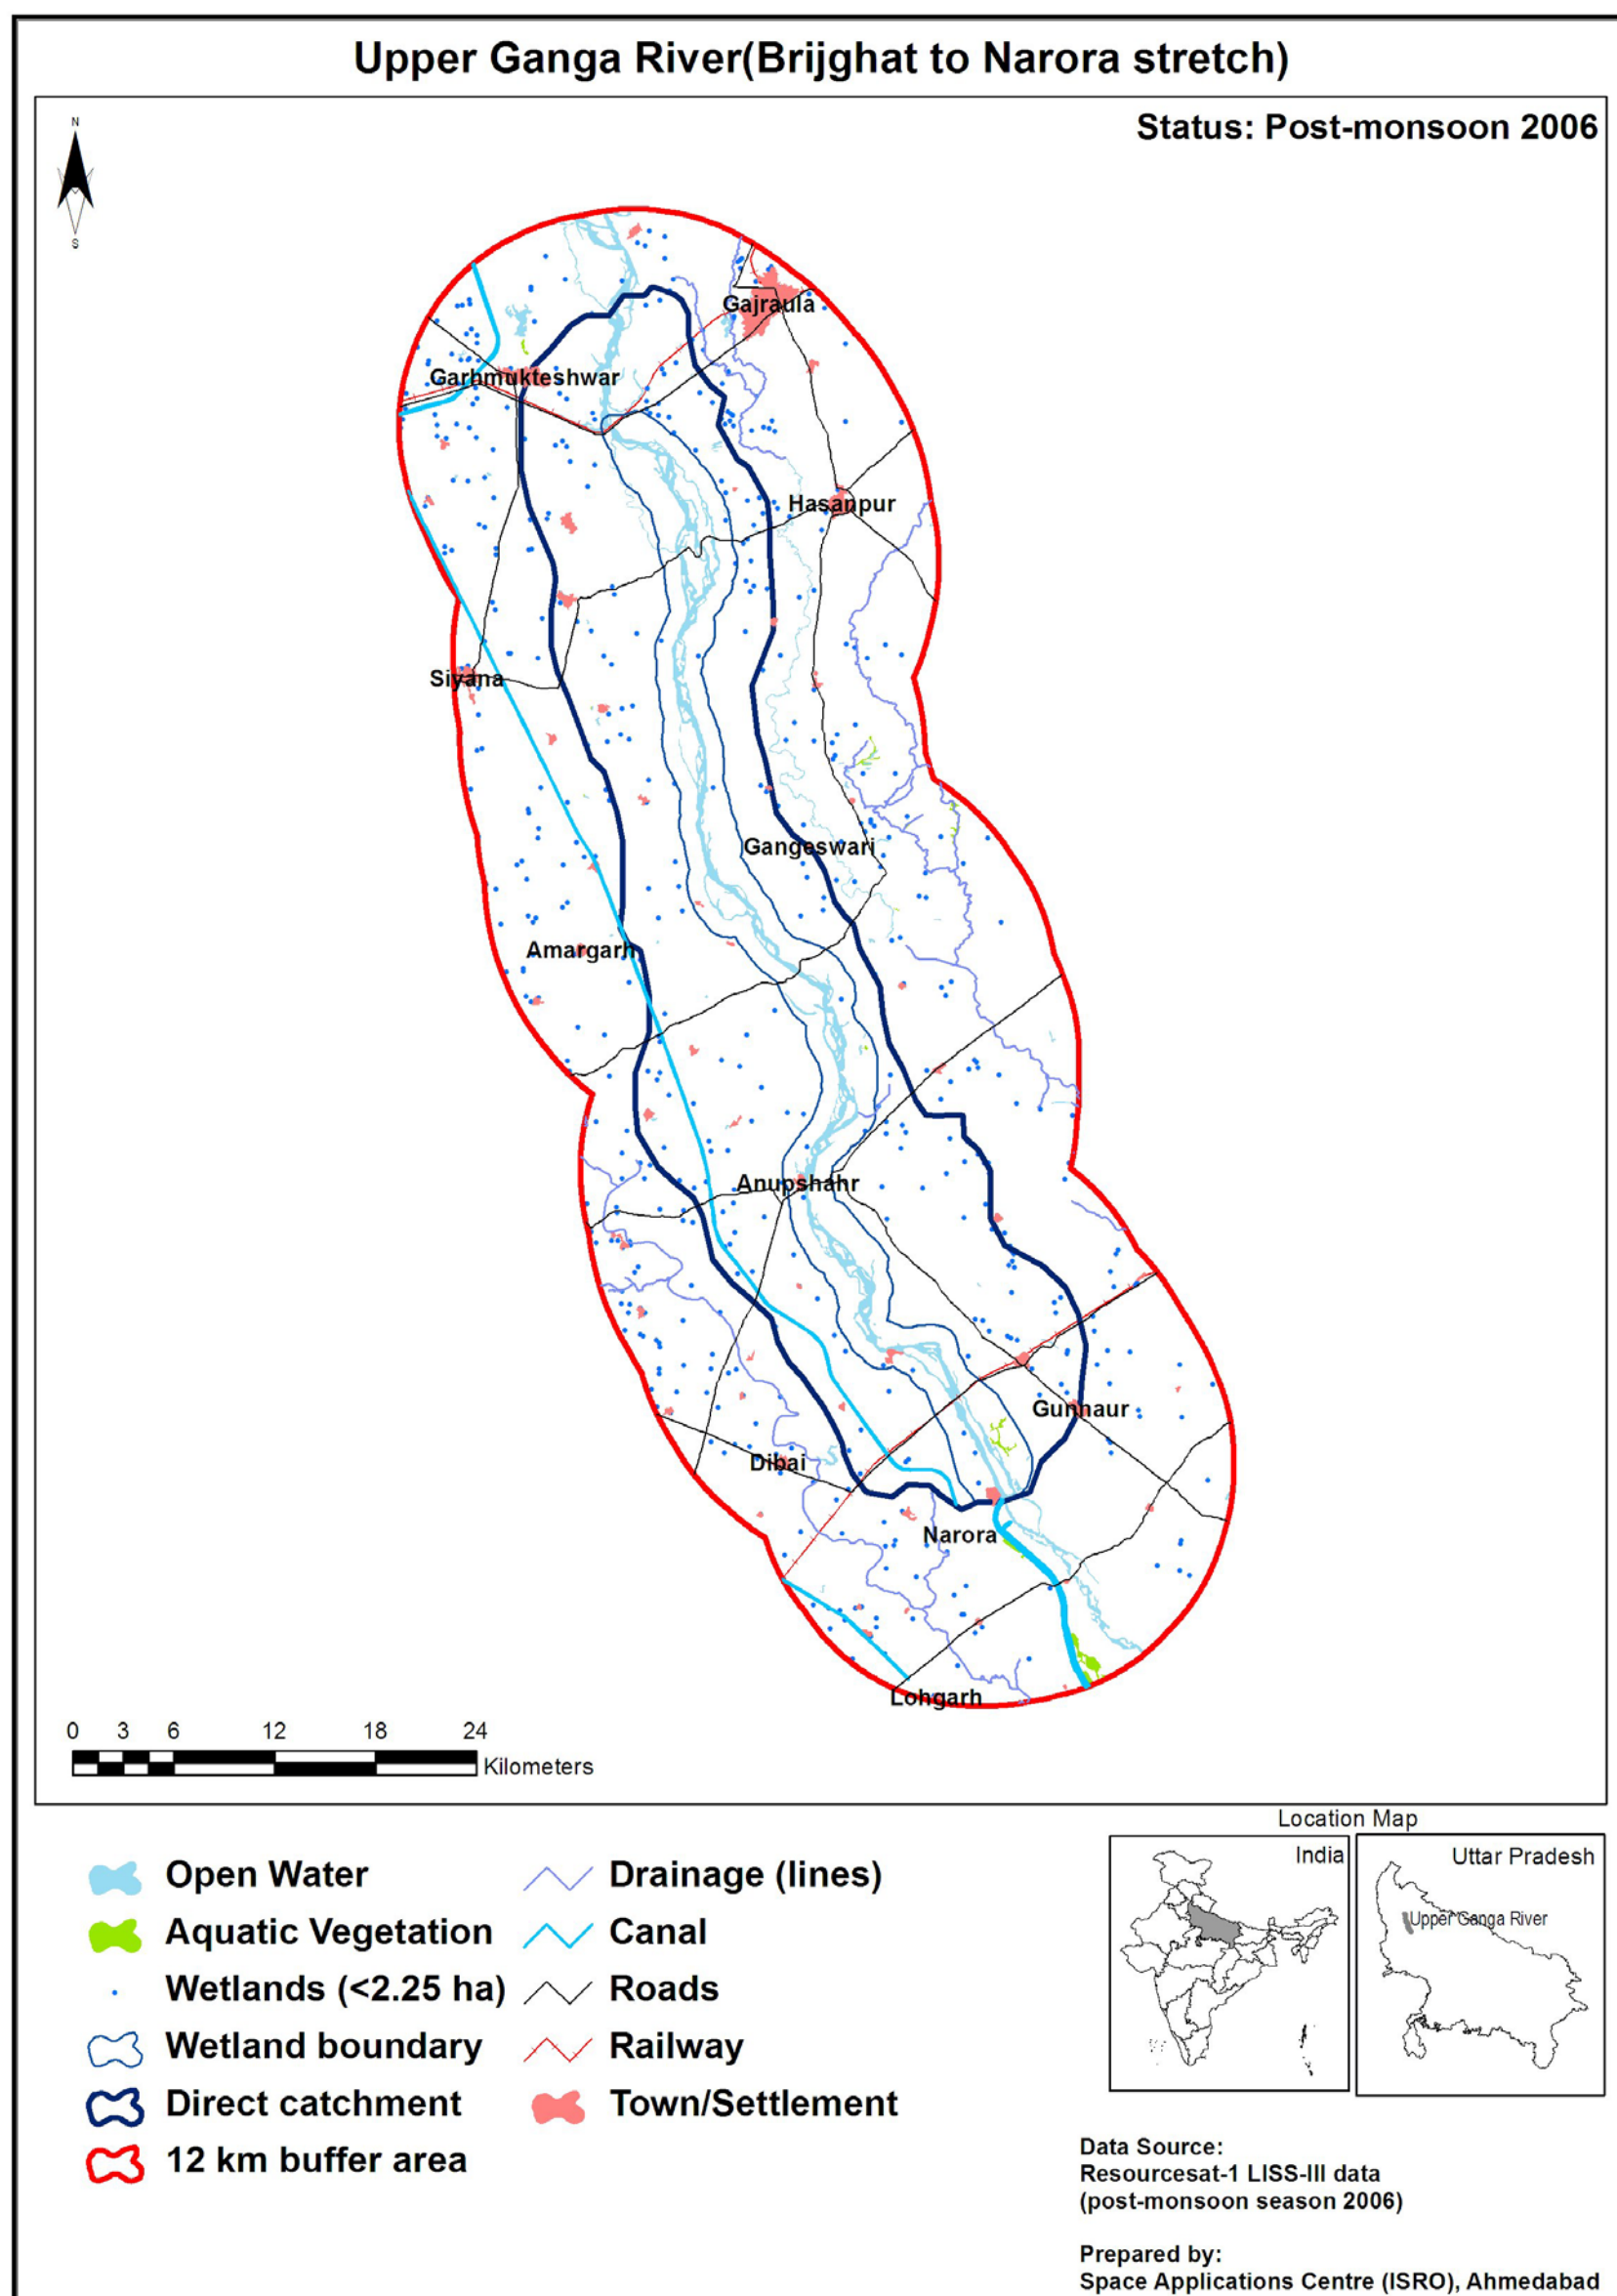 Upper Ganga River(Brijghat to Narora stretch)
Status: Post-monsoon 2006
N
S
Gajraula
Garhmukteshwar
Hasanpur
Siyana
Gangeswari
Amargarh
Anupshahr
Gunnaur
Dibai
Narora
Lohgarh
0 3 6 12 18 24
Kilometers
Location Map
India
Uttar Pradesh
Upper Ganga River
Open Water
Aquatic Vegetation
Wetlands (<2.25 ha)
Wetland boundary
Direct catchment
12 km buffer area
Drainage (lines)
Canal
Roads
Railway
Town/Settlement
Data Source:
Resourcesat-1 LISS-III data
(post-monsoon season 2006)
Prepared by:
Space Applications Centre (ISRO), Ahmedabad